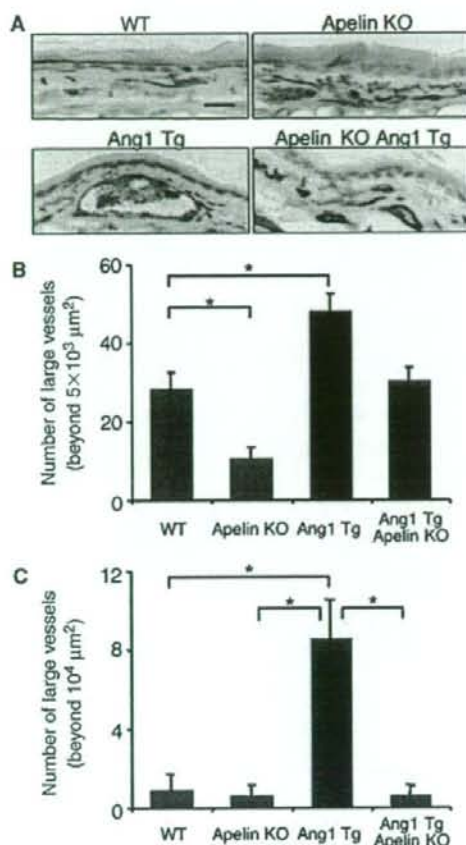 A
WT
Apelin KO
Ang1 Tg
Apelin KO Ang1 Tg
B
Number of large vessels
(beyond 5×10³ μm²)
60
40
20
0
*
*
WT
Apelin KO
Ang1 Tg
Ang1 Tg
Apelin KO
C
Number of large vessels
(beyond 10⁴ μm²)
12
8
4
0
*
*
*
WT
Apelin KO
Ang1 Tg
Ang1 Tg
Apelin KO